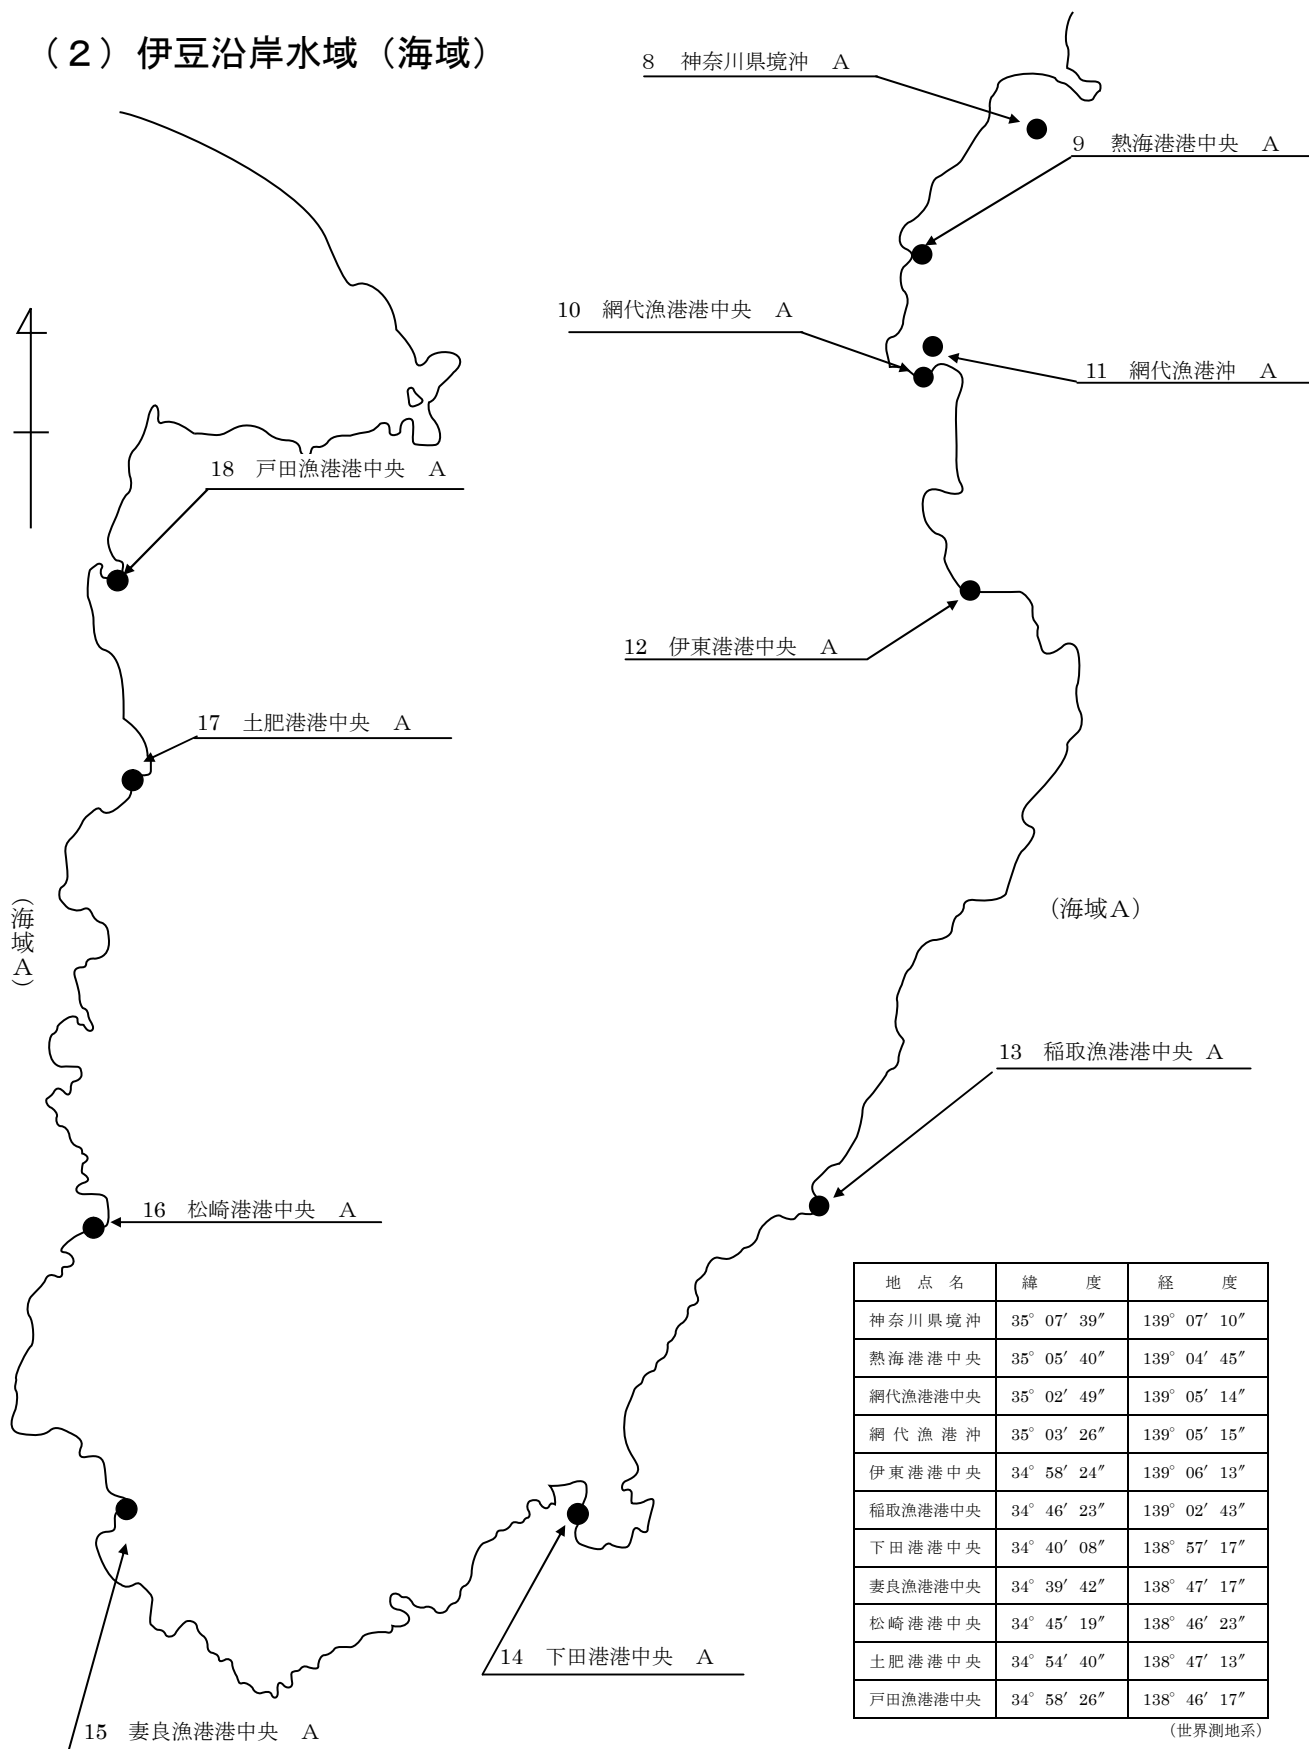 （２）伊豆沿岸水域（海域）
8　神奈川県境沖　A
9　熱海港港中央　A
10　網代漁港港中央　A
11　網代漁港沖　A
18　戸田漁港港中央　A
12　伊東港港中央　A
17　土肥港港中央　A
（海域A）
（海域A）
13　稲取漁港港中央 A
16　松崎港港中央　A
14　下田港港中央　A
15　妻良漁港港中央　A
地点名　緯度　経度
神奈川県境沖　35°07′39″　139°07′10″
熱海港港中央　35°05′40″　139°04′45″
網代漁港港中央　35°02′49″　139°05′14″
網代漁港沖　35°03′26″　139°05′15″
伊東港港中央　34°58′24″　139°06′13″
稲取漁港港中央　34°46′23″　139°02′43″
下田港港中央　34°40′08″　138°57′17″
妻良漁港港中央　34°39′42″　138°47′17″
松崎港港中央　34°45′19″　138°46′23″
土肥港港中央　34°54′40″　138°47′13″
戸田漁港港中央　34°58′26″　138°46′17″
（世界測地系）